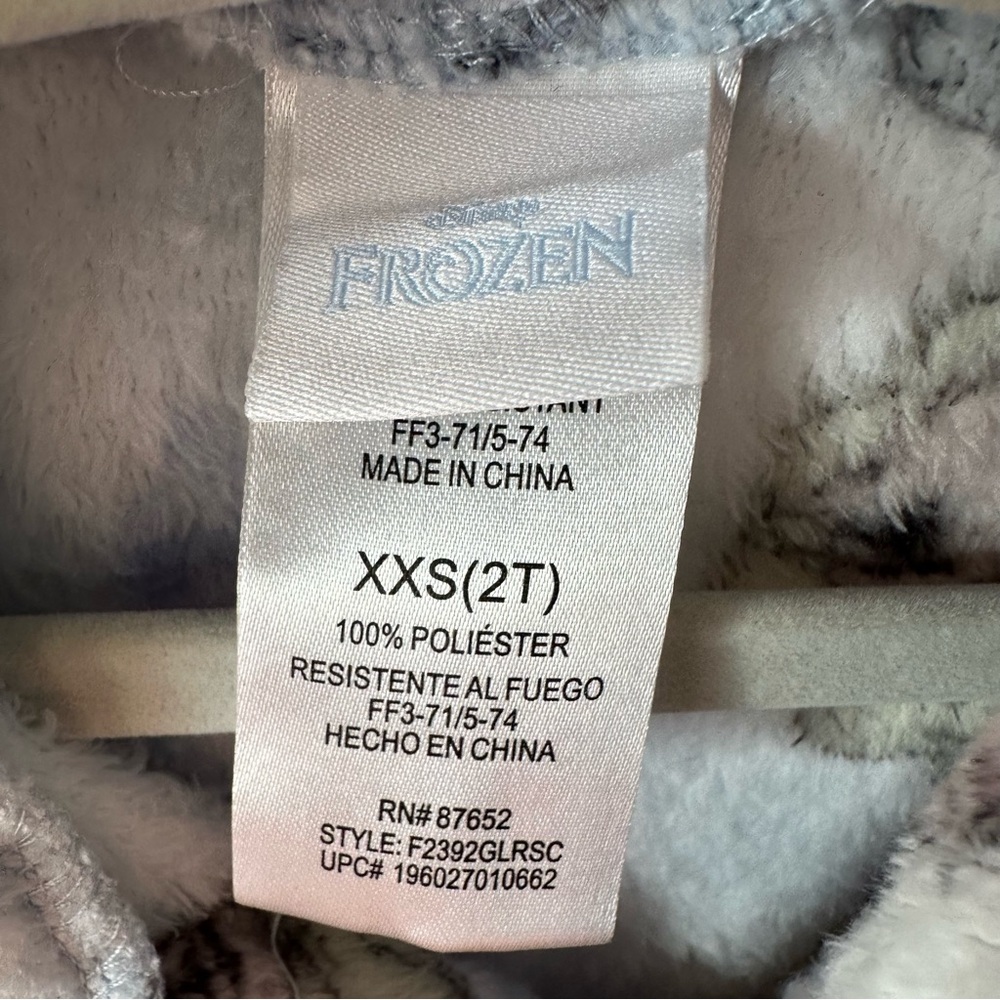 Disney
FROZEN
FF3-71/5-74
MADE IN CHINA
XXS(2T)
100% POLIÉSTER
RESISTENTE AL FUEGO
FF3-71/5-74
HECHO EN CHINA
RN# 87652
STYLE: F2392GLRSC
UPC# 196027010662